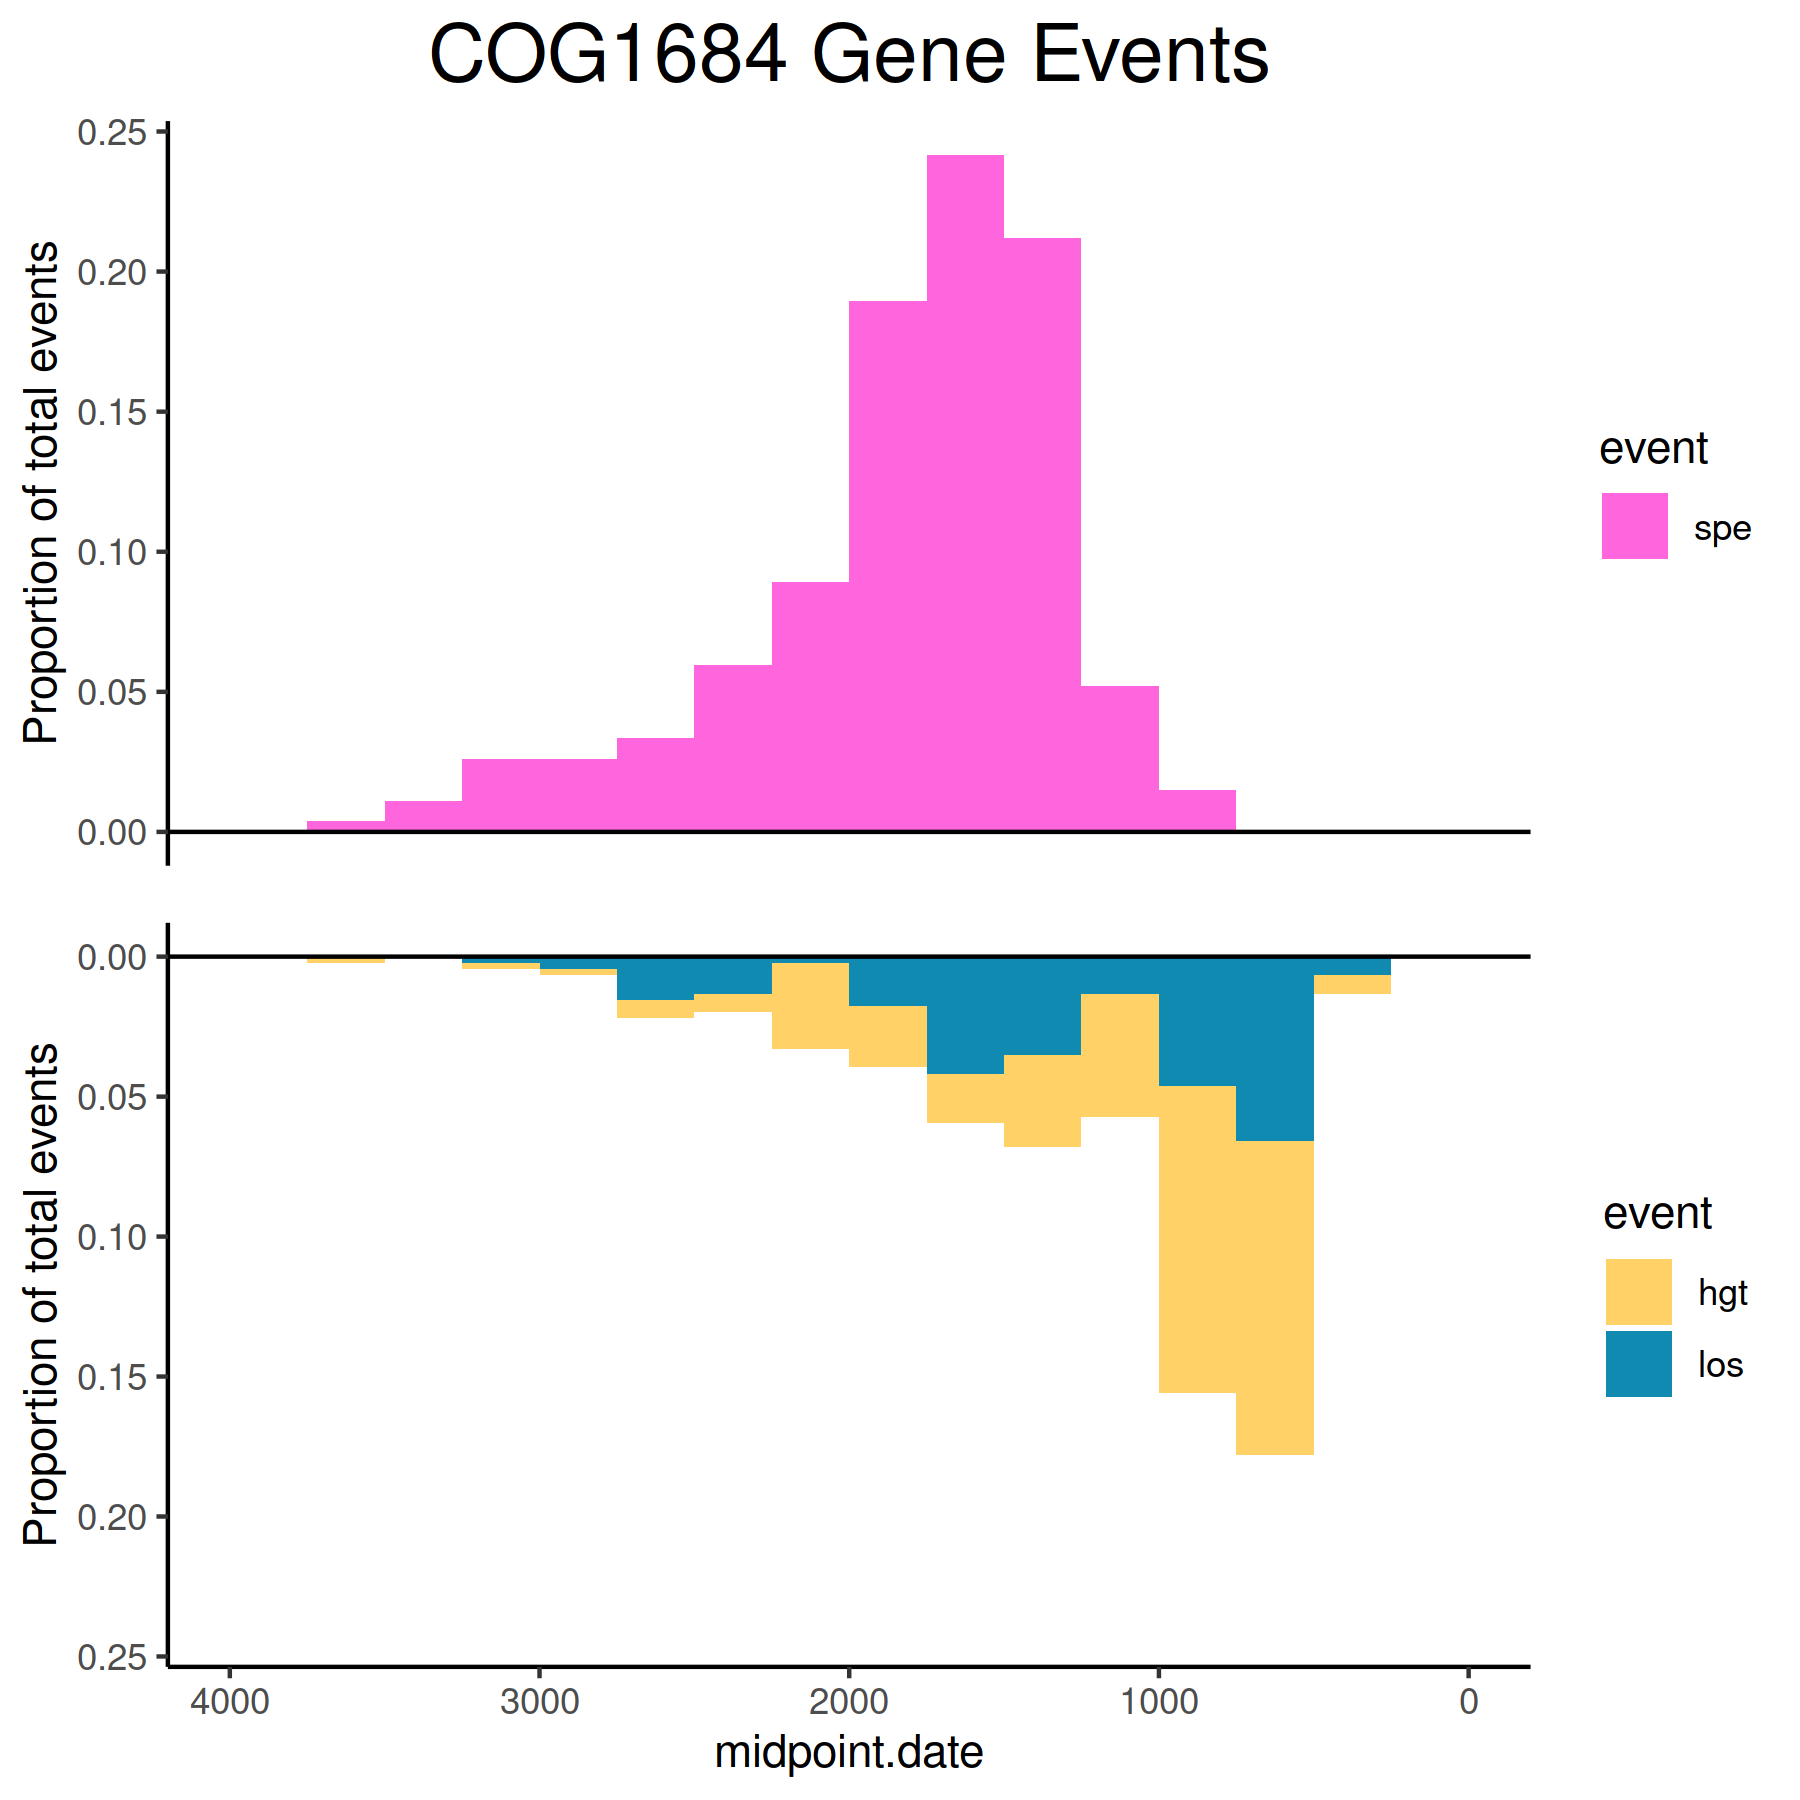 COG1684 Gene Events
Proportion of total events
0.25
0.20
0.15
0.10
0.05
0.00
event
spe
Proportion of total events
0.00
0.05
0.10
0.15
0.20
0.25
event
hgt
los
4000 3000 2000 1000 0
midpoint.date